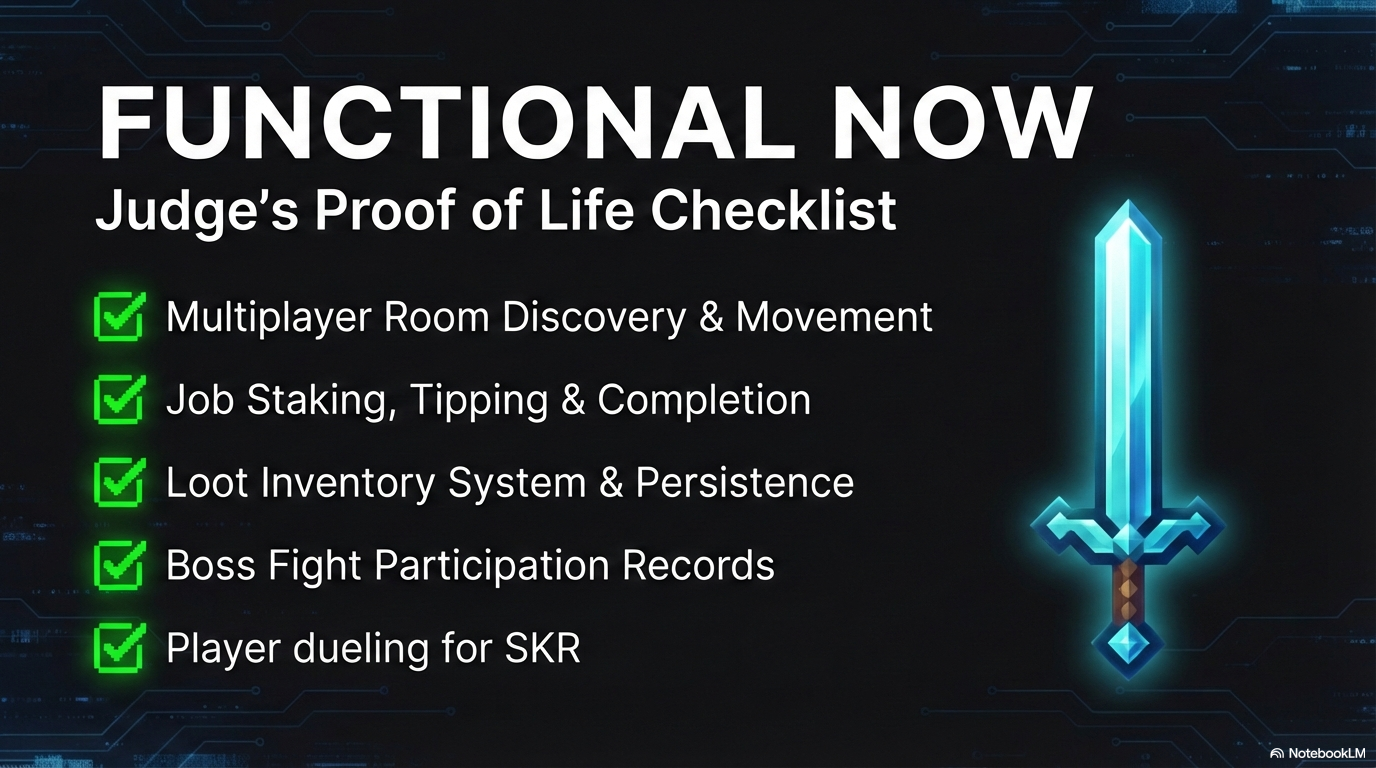 FUNCTIONAL NOW
Judge’s Proof of Life Checklist
Multiplayer Room Discovery & Movement
Job Staking, Tipping & Completion
Loot Inventory System & Persistence
Boss Fight Participation Records
Player dueling for SKR
NotebookLM